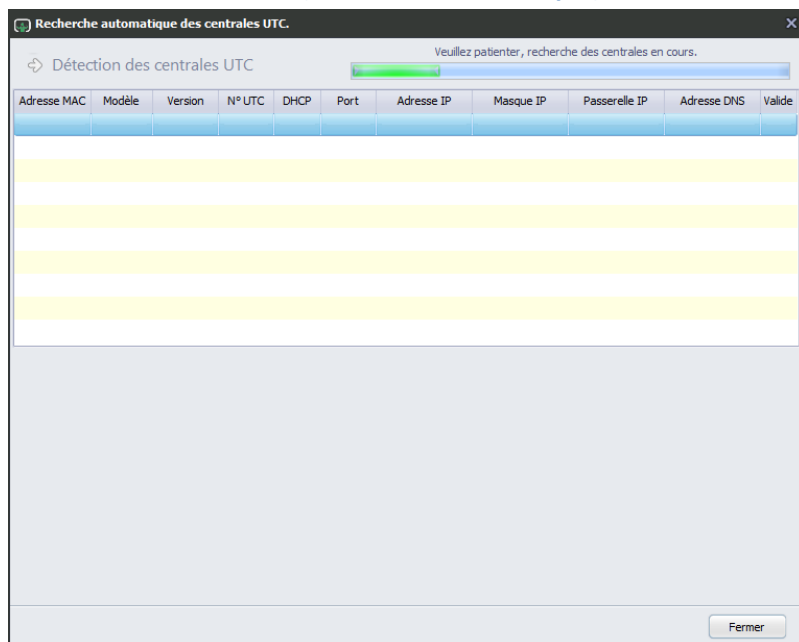 Recherche automatique des centrales UTC.
Veuillez patienter, recherche des centrales en cours.
Détection des centrales UTC
Adresse MAC Modèle Version N° UTC DHCP Port Adresse IP Masque IP Passerelle IP Adresse DNS Valide
Fermer